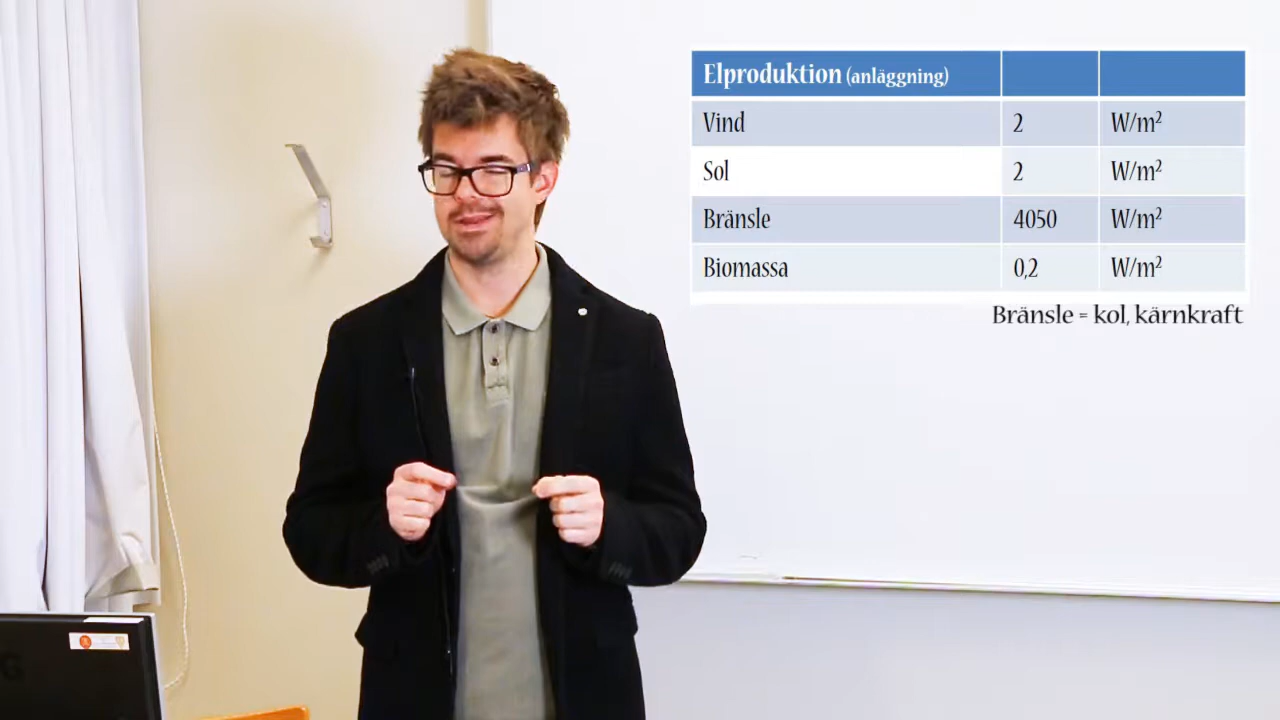 Elproduktion (anläggning)
Vind 2 W/m²
Sol 2 W/m²
Bränsle 4050 W/m²
Biomassa 0,2 W/m²
Bränsle = kol, kärnkraft